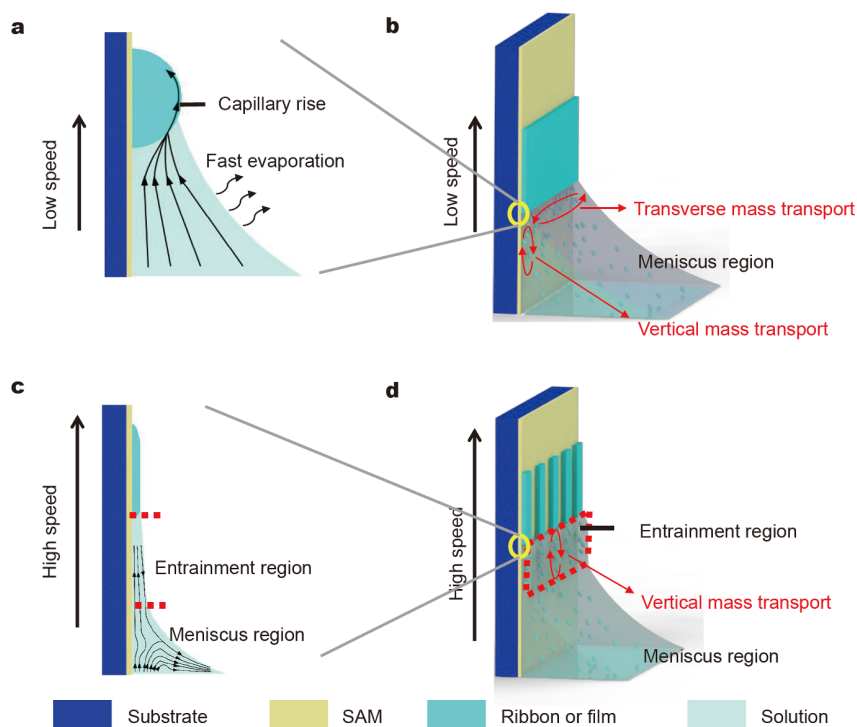 a
Capillary rise
Fast evaporation
Low speed
b
Low speed
Transverse mass transport
Meniscus region
Vertical mass transport
c
High speed
Entrainment region
Meniscus region
d
High speed
Entrainment region
Vertical mass transport
Meniscus region
Substrate
SAM
Ribbon or film
Solution